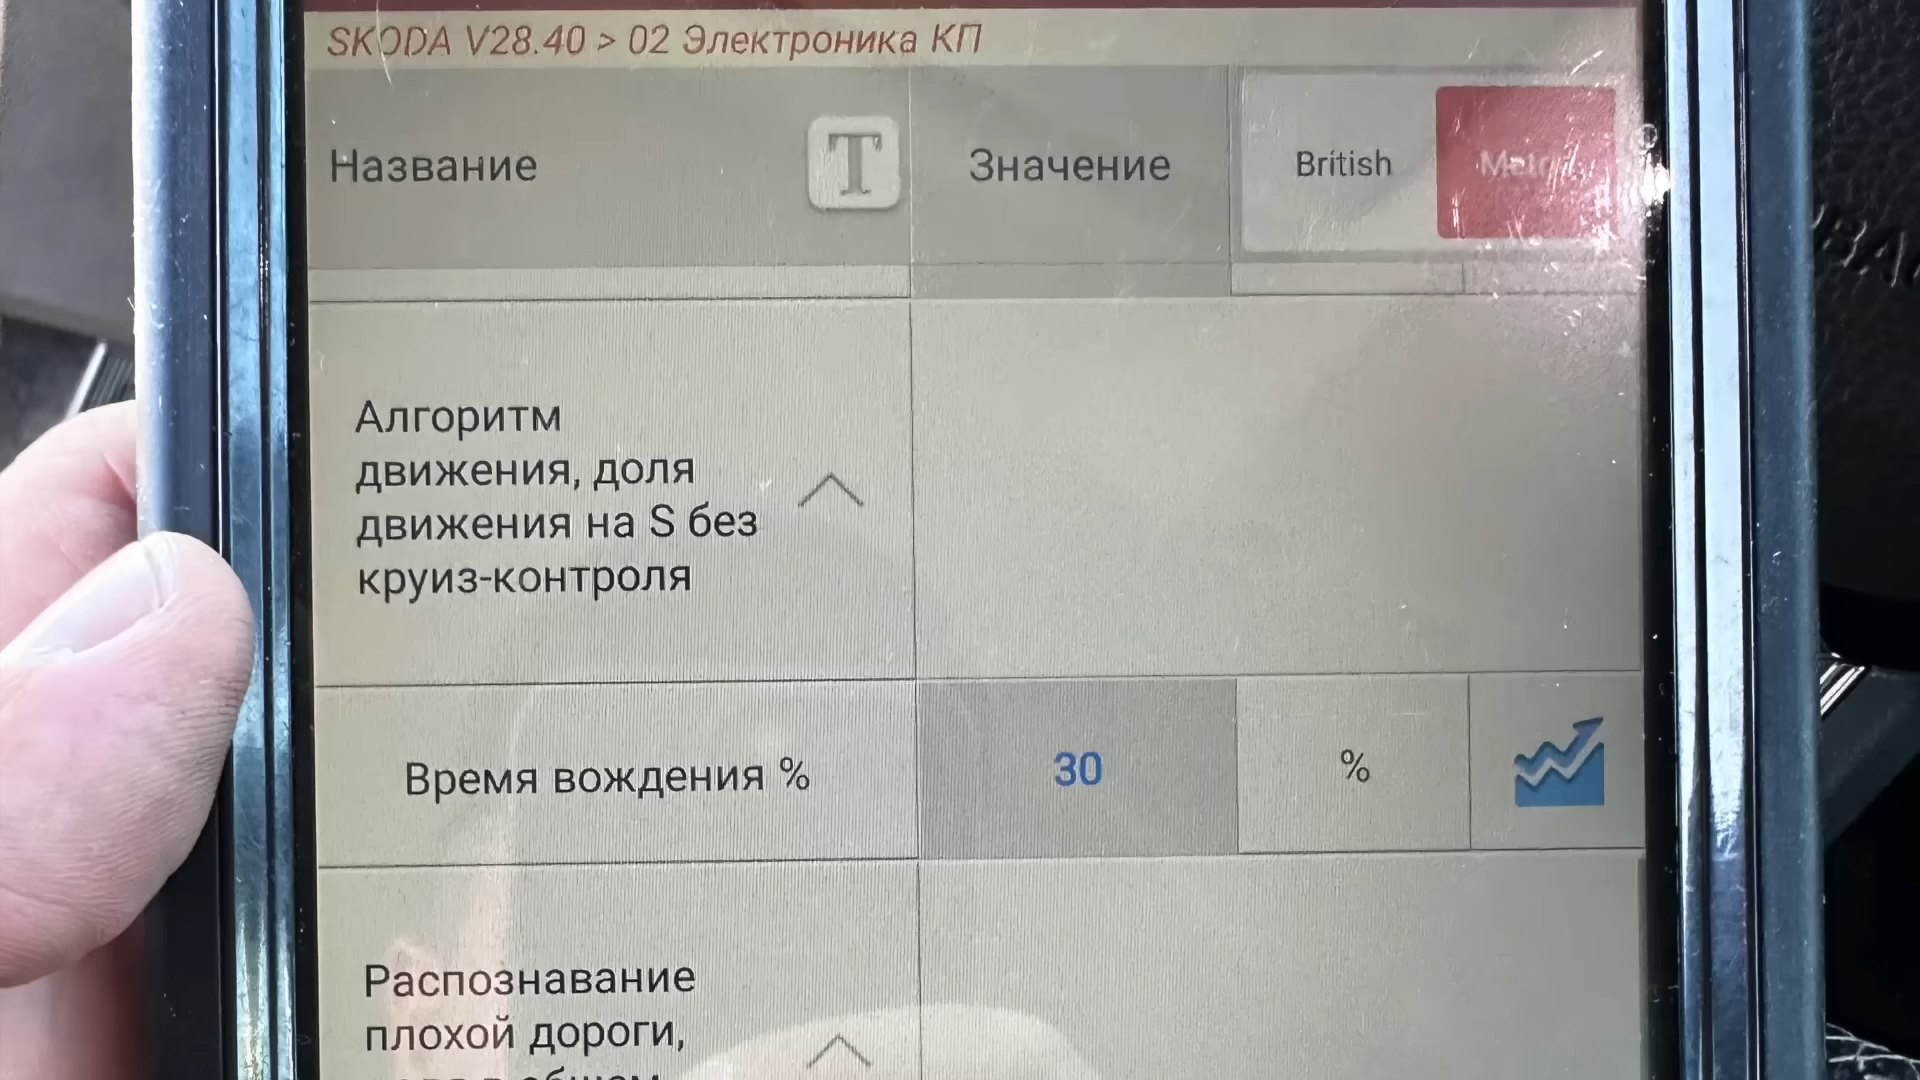 SKODA V28.40 > 02 Электроника КП
Название
T
Значение
British
Алгоритм
движения, доля
движения на S без
круиз-контроля
Время вождения %
30
%
Распознавание
плохой дороги,